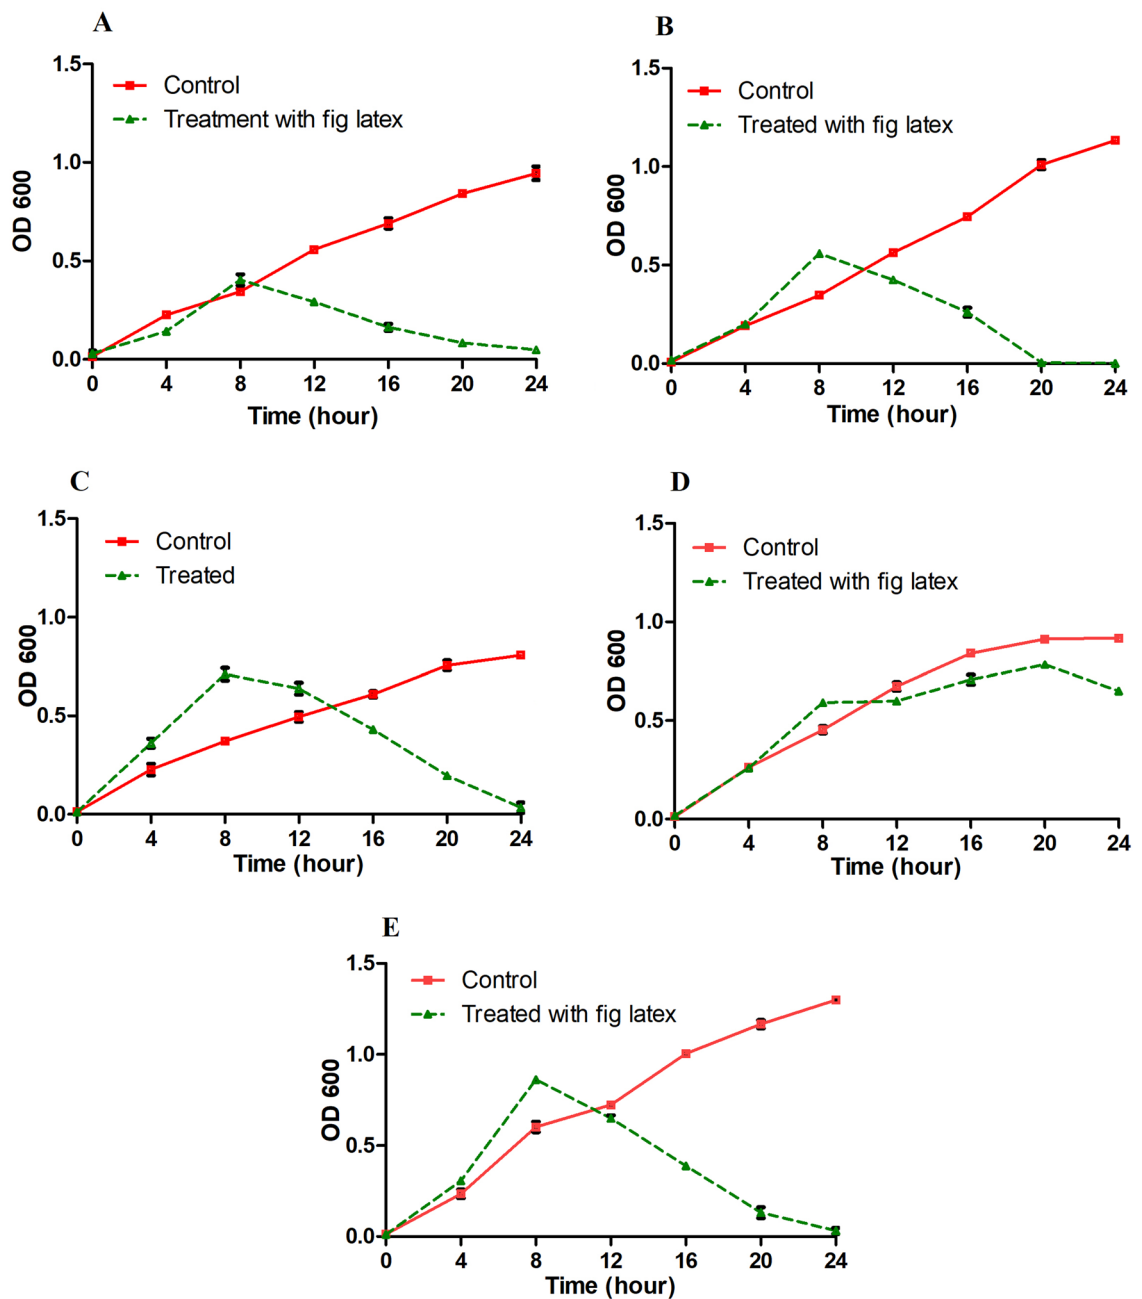 A
1.5
Control
Treatment with fig latex
1.0
OD 600
0.5
0.0
0 4 8 12 16 20 24
Time (hour)
B
1.5
Control
Treated with fig latex
1.0
OD 600
0.5
0.0
0 4 8 12 16 20 24
Time (hour)
C
1.5
Control
Treated
1.0
OD 600
0.5
0.0
0 4 8 12 16 20 24
Time (hour)
D
1.5
Control
Treated with fig latex
1.0
OD 600
0.5
0.0
0 4 8 12 16 20 24
Time (hour)
E
1.5
Control
Treated with fig latex
1.0
OD 600
0.5
0.0
0 4 8 12 16 20 24
Time (hour)